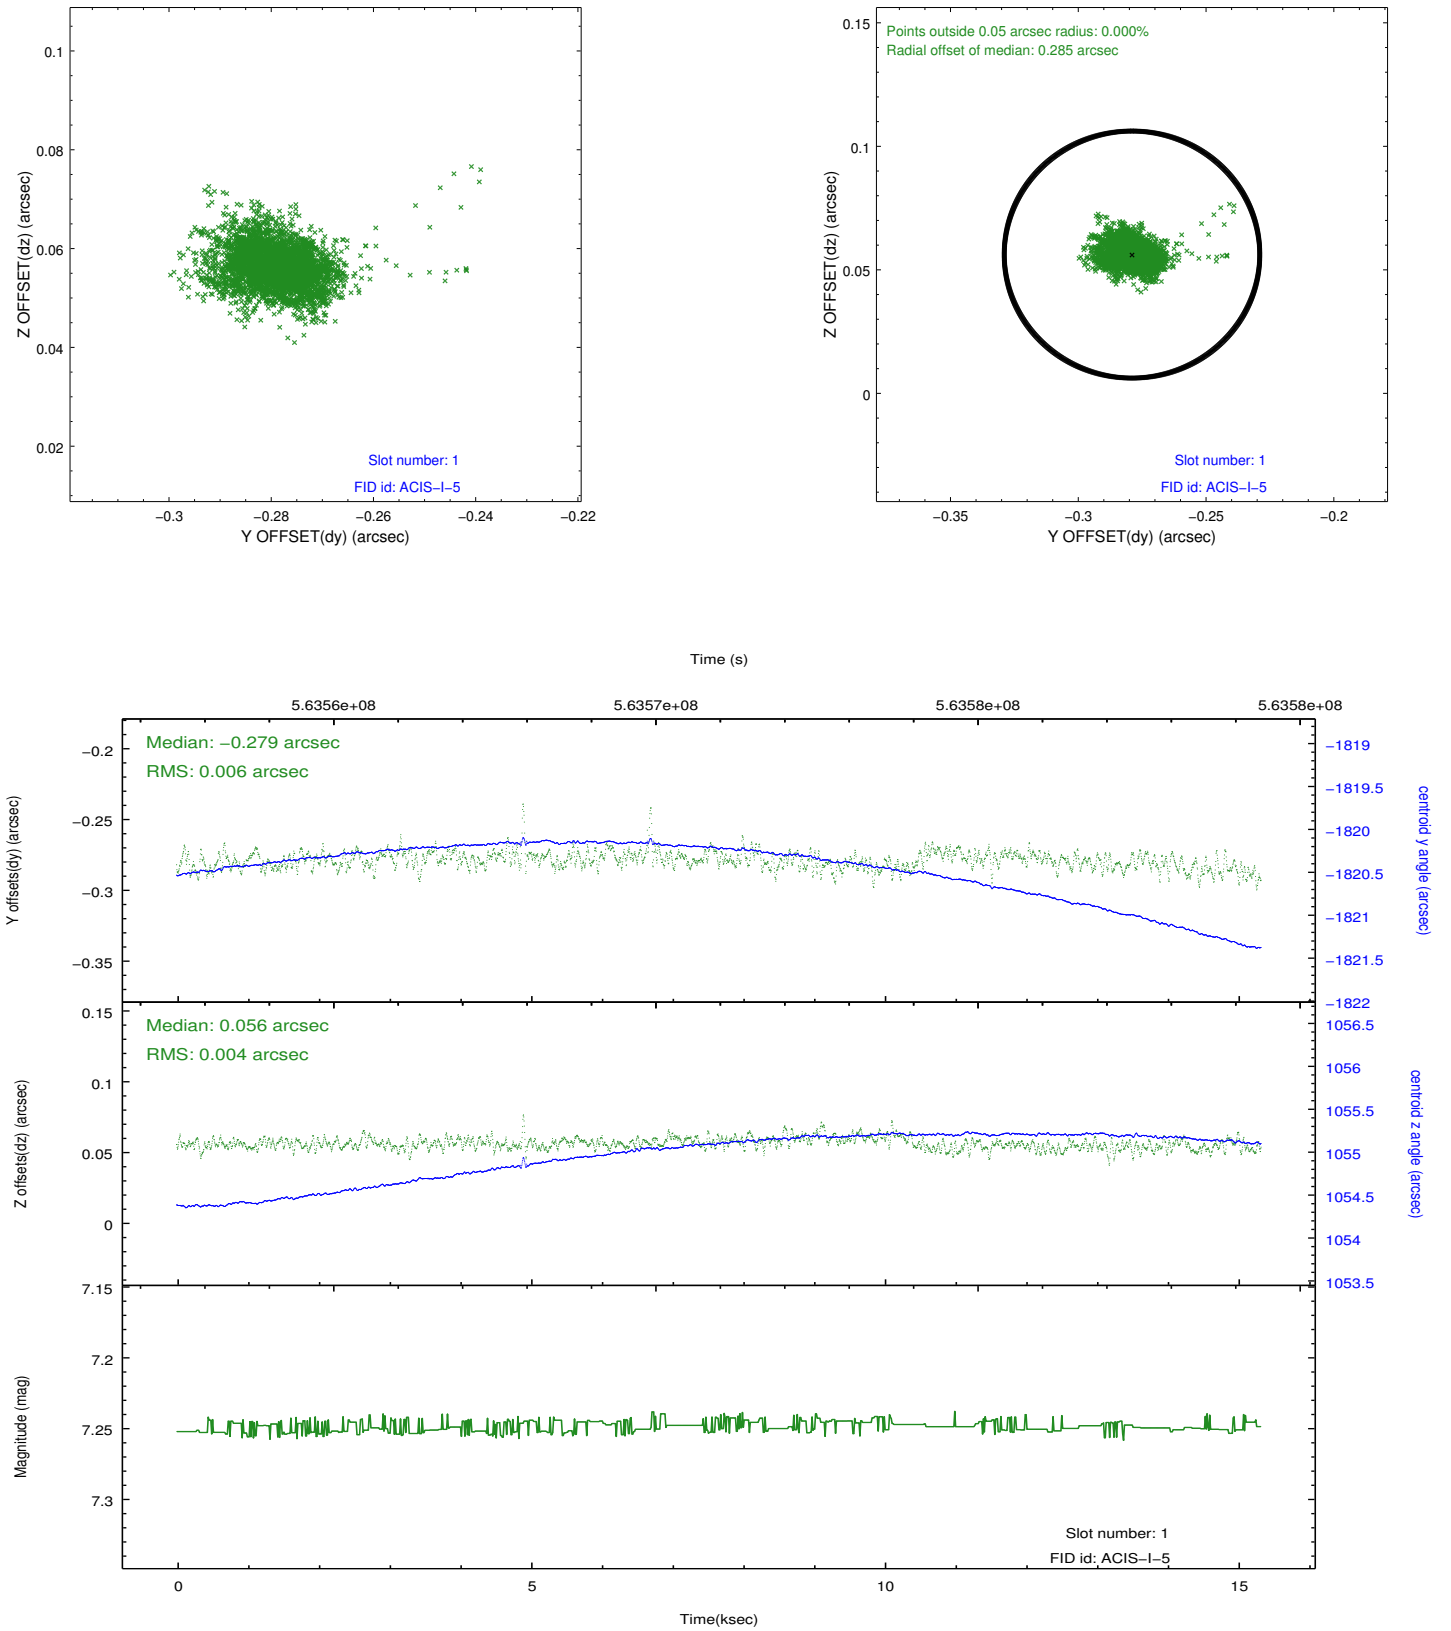 0.1
0.08
0.06
0.04
0.02
Z OFFSET(dz) (arcsec)
Slot number: 1
FID id: ACIS−I−5
−0.3
−0.28
−0.26
−0.24
−0.22
Y OFFSET(dy) (arcsec)
Points outside 0.05 arcsec radius: 0.000%
Radial offset of median: 0.285 arcsec
0.15
0.1
0.05
0
Z OFFSET(dz) (arcsec)
Slot number: 1
FID id: ACIS−I−5
−0.35
−0.3
−0.25
−0.2
Y OFFSET(dy) (arcsec)
Time (s)
5.6356e+08
5.6357e+08
5.6358e+08
5.6358e+08
Median: −0.279 arcsec
RMS: 0.006 arcsec
−0.2
−0.25
−0.3
−0.35
Y offsets(dy) (arcsec)
−1819
−1819.5
−1820
−1820.5
−1821
−1821.5
−1822
centroid y angle (arcsec)
Median: 0.056 arcsec
RMS: 0.004 arcsec
0.15
0.1
0.05
0
Z offsets(dz) (arcsec)
1056.5
1056
1055.5
1055
1054.5
1054
1053.5
centroid z angle (arcsec)
7.15
7.2
7.25
7.3
Magnitude (mag)
Slot number: 1
FID id: ACIS−I−5
0
5
10
15
Time(ksec)